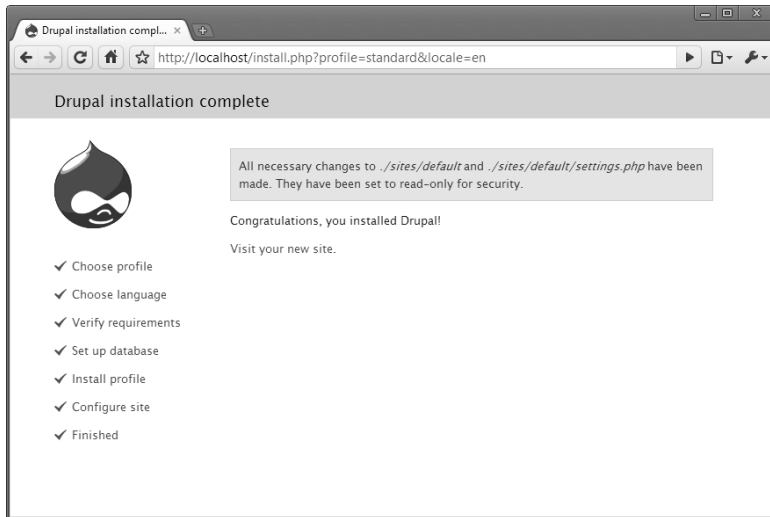 Drupal installation compl...
http://localhost/install.php?profile=standard&locale=en
Drupal installation complete
All necessary changes to ./sites/default and ./sites/default/settings.php have been
made. They have been set to read-only for security.
Congratulations, you installed Drupal!
Visit your new site.
Choose profile
Choose language
Verify requirements
Set up database
Install profile
Configure site
Finished